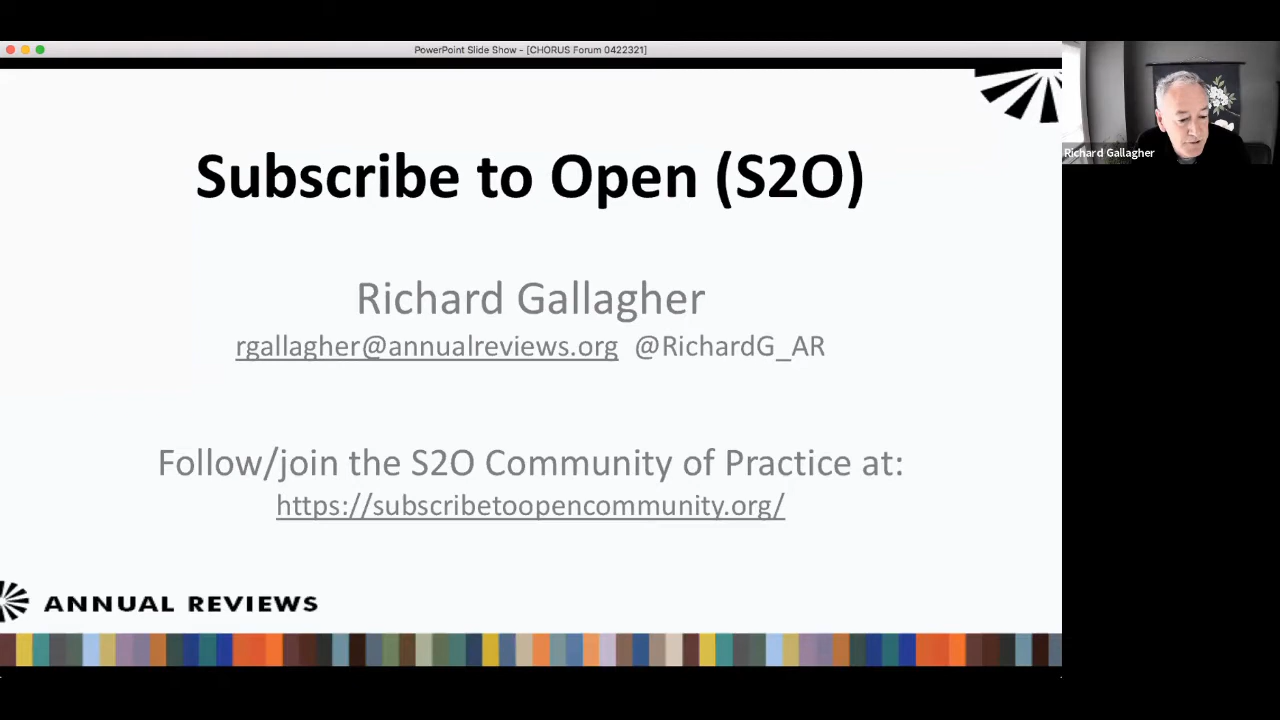 PowerPoint Slide Show - [CHORUS Forum 0422321]
Subscribe to Open (S2O)
Richard Gallagher
rgallagher@annualreviews.org @RichardG_AR
Follow/join the S2O Community of Practice at:
https://subscribetoopencommunity.org/
ANNUAL REVIEWS
Richard Gallagher